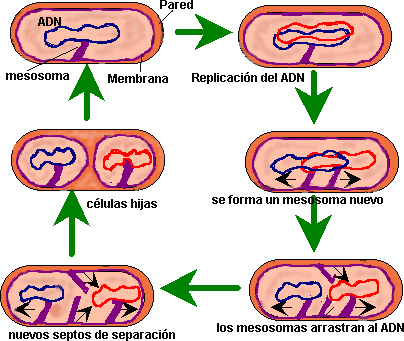 Pared
ADN
mesosoma
Membrana
Replicación del ADN
se forma un mesosoma nuevo
los mesosomas arrastran al ADN
nuevos septos de separación
células hijas